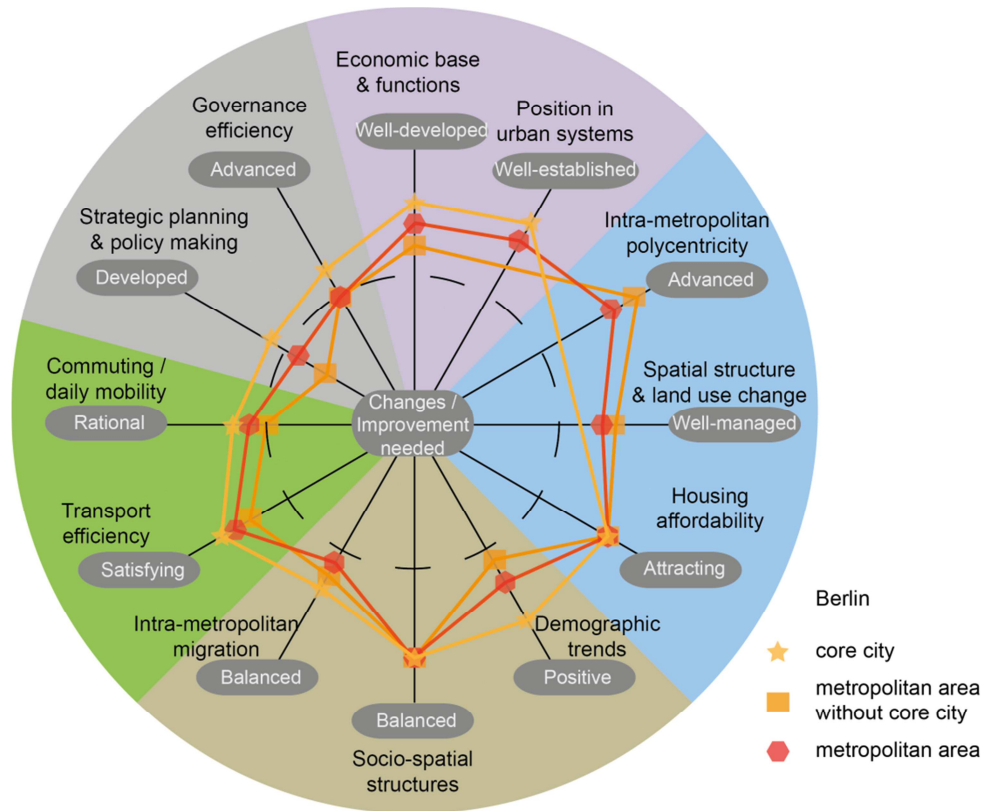 Economic base
& functions
Well-developed
Position in
urban systems
Well-established
Intra-metropolitan
polycentricity
Advanced
Spatial structure
& land use change
Well-managed
Housing
affordability
Attracting
Demographic
trends
Positive
Balanced
Socio-spatial
structures
Intra-metropolitan
migration
Balanced
Transport
efficiency
Satisfying
Commuting /
daily mobility
Rational
Strategic planning
& policy making
Developed
Governance
efficiency
Advanced
Changes /
Improvement
needed
Berlin
core city
metropolitan area
without core city
metropolitan area